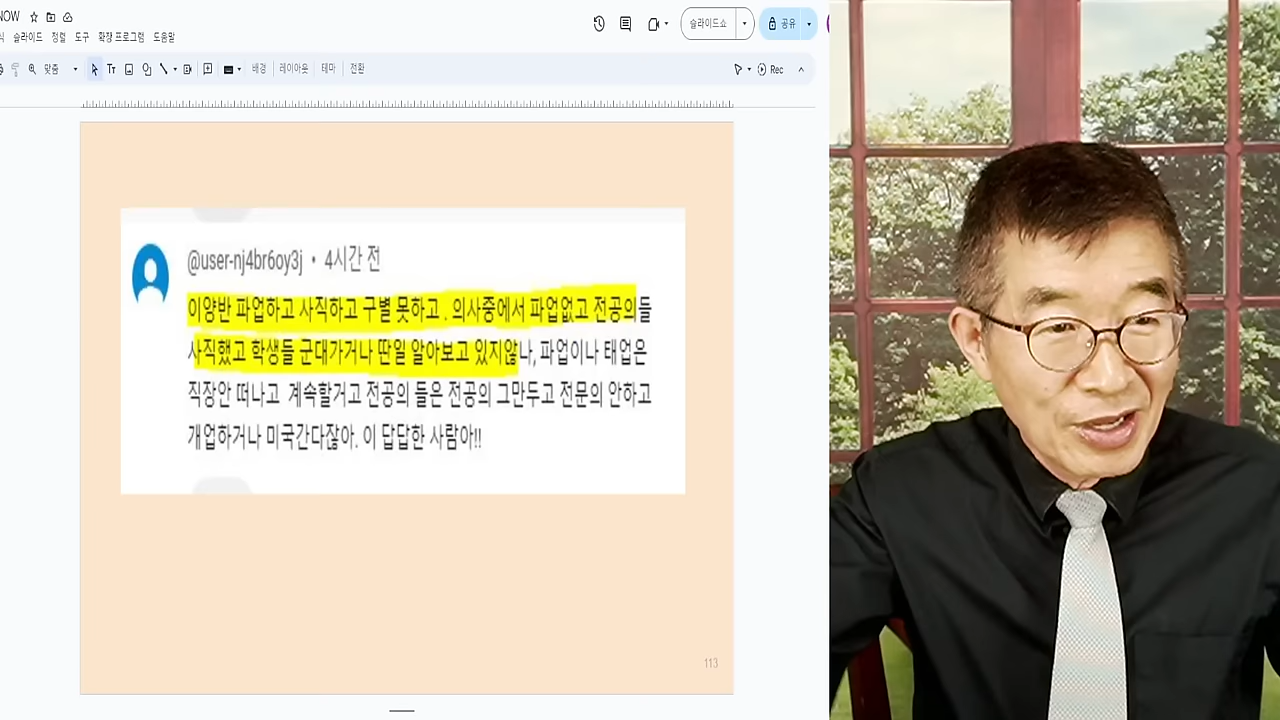 NOW
슬라이드 정렬 도구 확장 프로그램 도움말
슬라이드쇼
공유
맞춤
배경 레이아웃 테마 전환
Rec
@user-nj4br6oy3j • 4시간 전
이양반 파업하고 사직하고 구별 못하고 . 의사중에서 파업없고 전공의들
사직했고 학생들 군대가거나 딴일 알아보고 있지않나, 파업이나 태업은
직장안 떠나고 계속할거고 전공의 들은 전공의 그만두고 전문의 안하고
개업하거나 미국간다잖아. 이 답답한 사람아!!
113